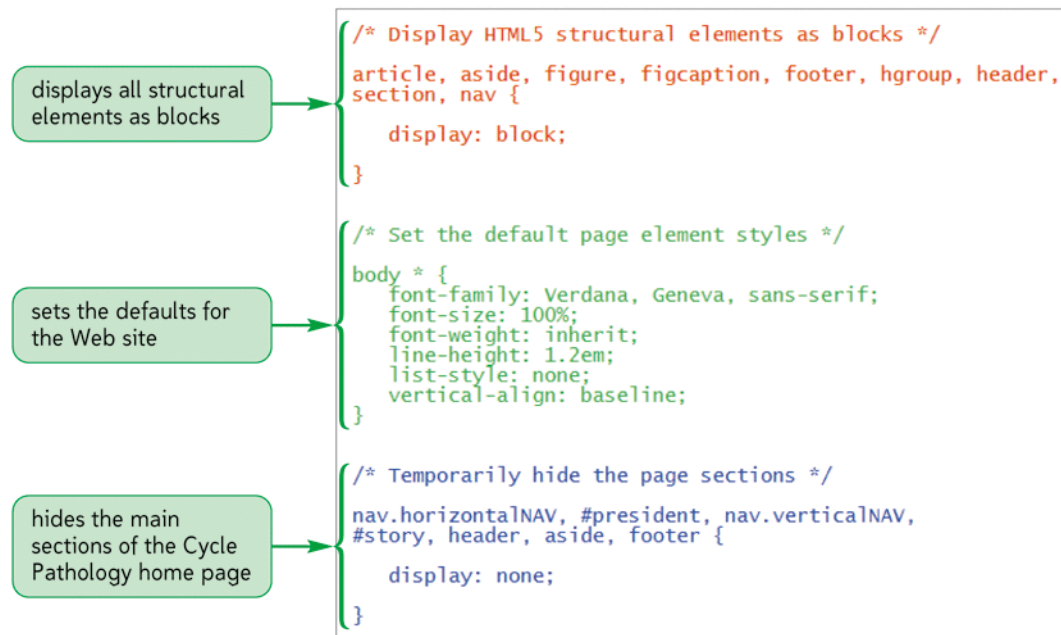 displays all structural
elements as blocks
/* Display HTML5 structural elements as blocks */
article, aside, figure, figcaption, footer, hgroup, header,
section, nav {
display: block;
}
sets the defaults for
the Web site
/* Set the default page element styles */
body * {
font-family: Verdana, Geneva, sans-serif;
font-size: 100%;
font-weight: inherit;
line-height: 1.2em;
list-style: none;
vertical-align: baseline;
}
hides the main
sections of the Cycle
Pathology home page
/* Temporarily hide the page sections */
nav.horizontalNAV, #president, nav.verticalNAV,
#story, header, aside, footer {
display: none;
}